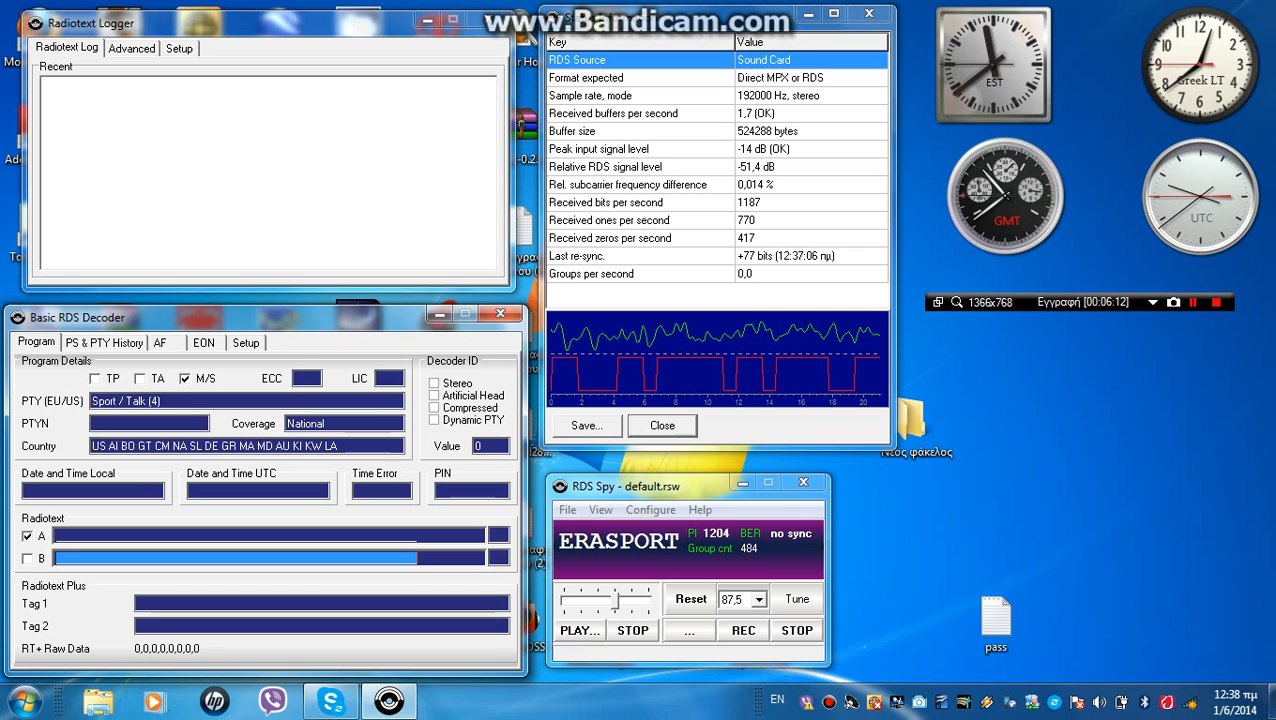 www.Bandicam.com
Radiotext Logger
Radiotext Log
Advanced
Setup
Recent
Key
Value
RDS Source
Sound Card
Format expected
Direct MPX or RDS
Sample rate, mode
192000 Hz, stereo
Received buffers per second
1,7 (OK)
Buffer size
524288 bytes
Peak input signal level
-14 dB (OK)
Relative RDS signal level
-51,4 dB
Rel. subcarrier frequency difference
0,014 %
Received bits per second
1187
Received ones per second
770
Received zeros per second
417
Last re-sync.
+77 bits (12:37:06 πμ)
Groups per second
0,0
0 2 4 6 8 10 12 14 16 18 20
Save...
Close
EST
Greek LT
GMT
UTC
1366x768
Εγγραφή [00:06:12]
Basic RDS Decoder
Program
PS & PTY History
AF
EON
Setup
Program Details
TP
TA
M/S
ECC
LIC
PTY (EU/US)
Sport / Talk (4)
PTYN
Coverage
National
Country
US AI BO GT CM NA SL DE GR MA MD AU KI KW LA
Decoder ID
Stereo
Artificial Head
Compressed
Dynamic PTY
Value
0
Date and Time Local
Date and Time UTC
Time Error
PIN
Radiotext
A
B
Radiotext Plus
Tag 1
Tag 2
RT+ Raw Data
0,0,0,0,0,0,0,0
RDS Spy - default.rsw
File
View
Configure
Help
ERASPORT
PI 1204 BER no sync
Group cnt 484
Reset
87,5
Tune
PLAY...
STOP
...
REC
STOP
Νέος φάκελος
pass
EN
12:38 πμ
1/6/2014